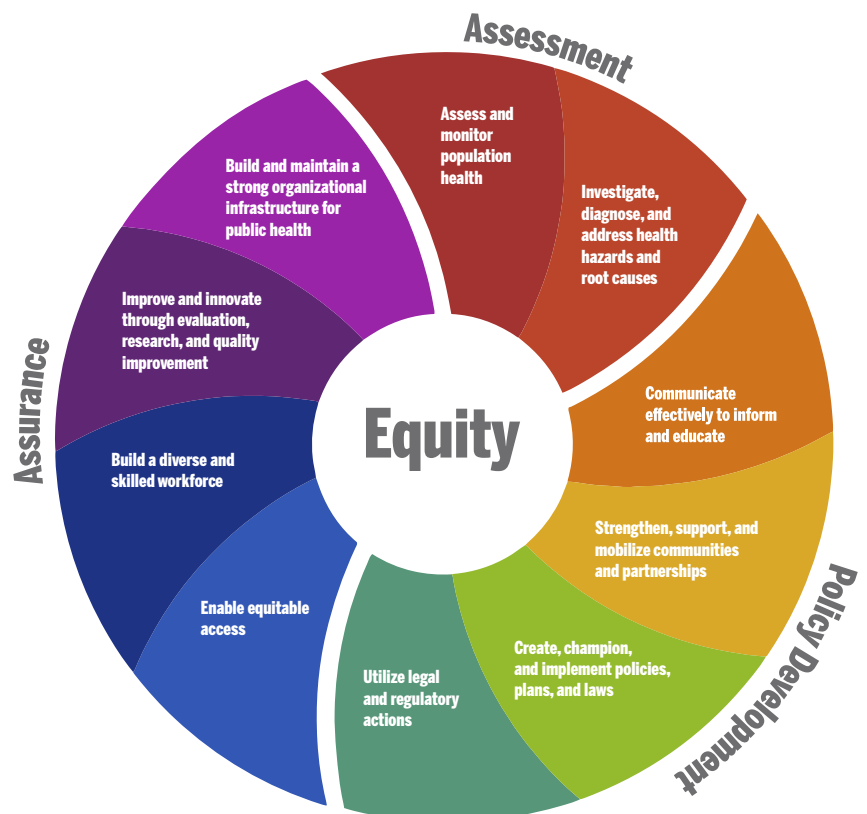 Assessment
Assess and
monitor
population
health
Investigate,
diagnose, and
address health
hazards and
root causes
Policy Development
Communicate
effectively to inform
and educate
Strengthen, support, and
mobilize communities
and partnerships
Create, champion,
and implement policies,
plans, and laws
Utilize legal
and regulatory
actions
Assurance
Enable equitable
access
Build a diverse and
skilled workforce
Improve and innovate
through evaluation,
research, and quality
improvement
Build and maintain a
strong organizational
infrastructure for
public health
Equity